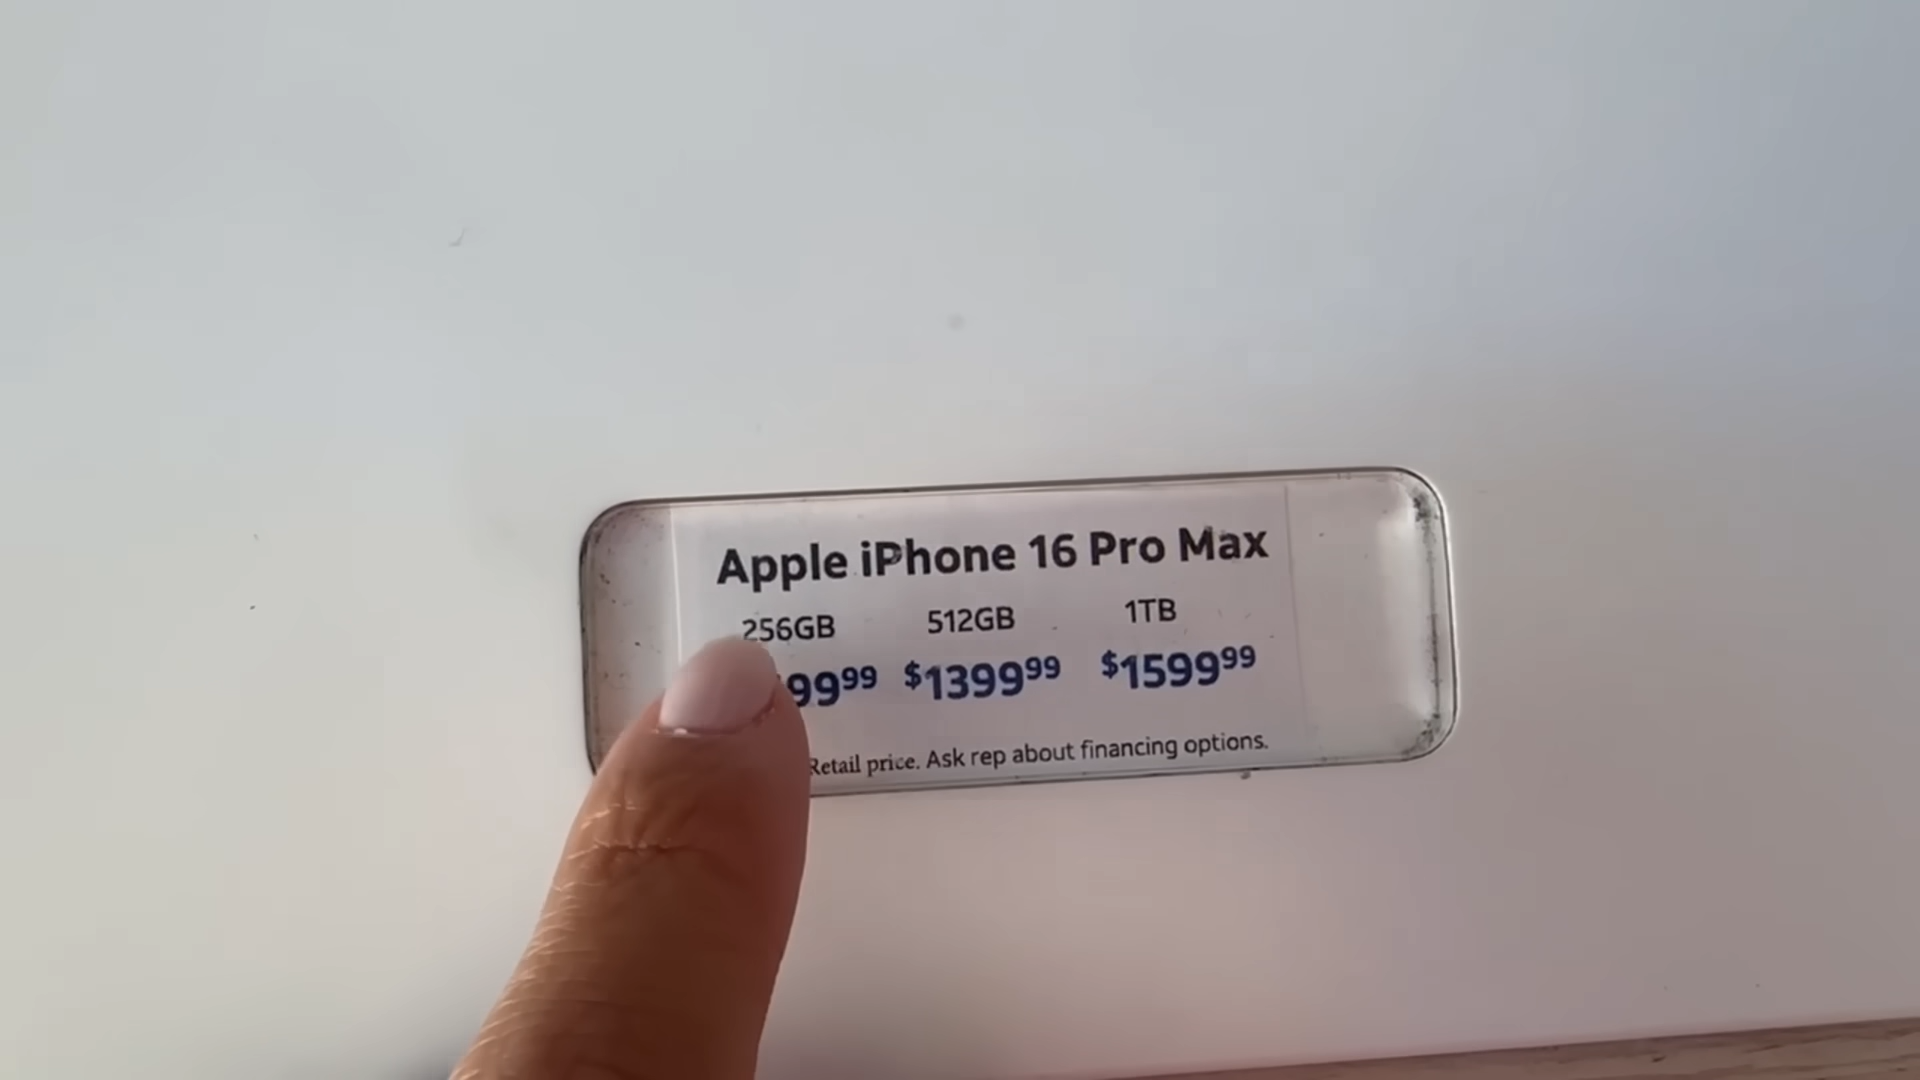 Apple iPhone 16 Pro Max
256GB 512GB 1TB
99⁹⁹ $1399⁹⁹ $1599⁹⁹
Retail price. Ask rep about financing options.